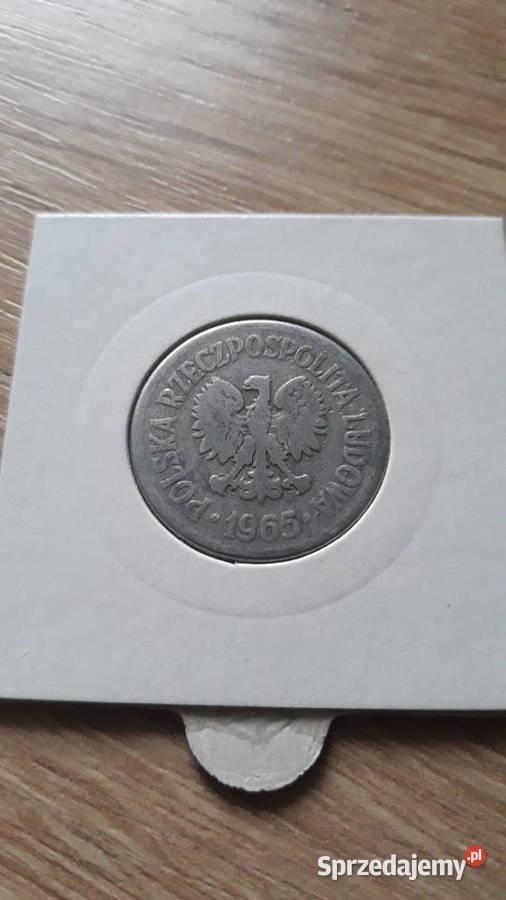 POLSKA RZECZPOSPOLITA LUDOWA
· 1965 ·
Sprzedajemy.pl